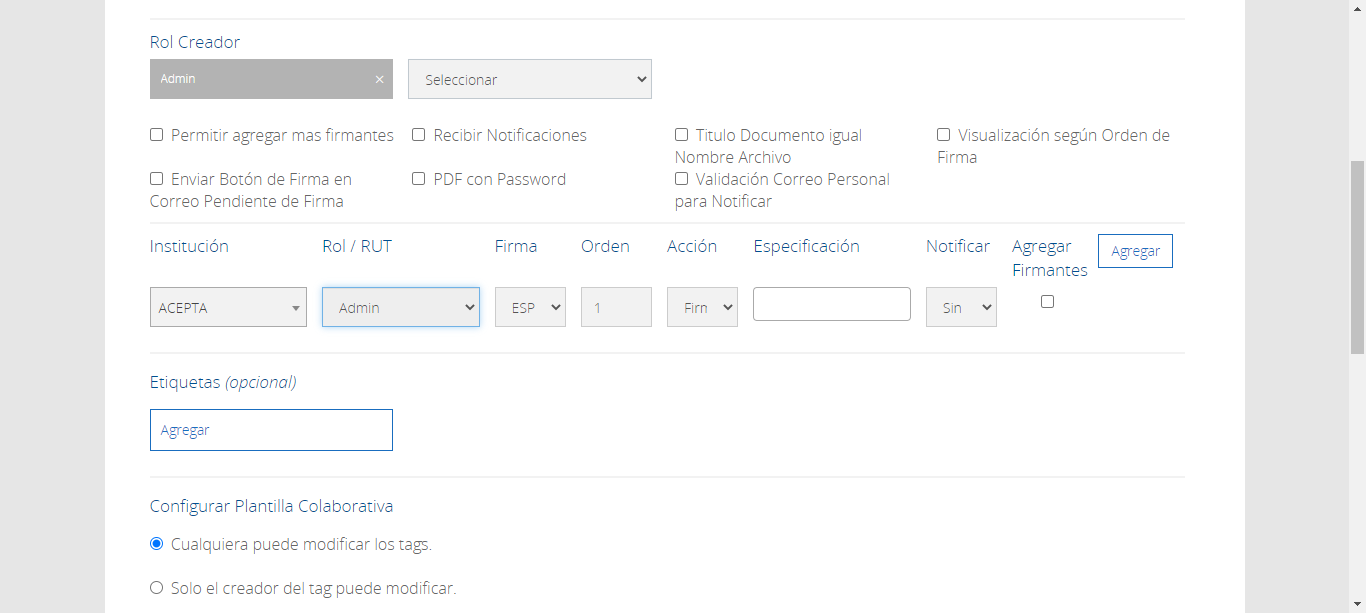 Rol Creador
Admin × Seleccionar
Permitir agregar mas firmantes Recibir Notificaciones Titulo Documento igual Visualización según Orden de
Nombre Archivo Firma
Enviar Botón de Firma en PDF con Password Validación Correo Personal
Correo Pendiente de Firma para Notificar
Institución Rol / RUT Firma Orden Acción Especificación Notificar Agregar Agregar
Firmantes
ACEPTA Admin ESP 1 Firn Sin
Etiquetas (opcional)
Agregar
Configurar Plantilla Colaborativa
Cualquiera puede modificar los tags.
Solo el creador del tag puede modificar.